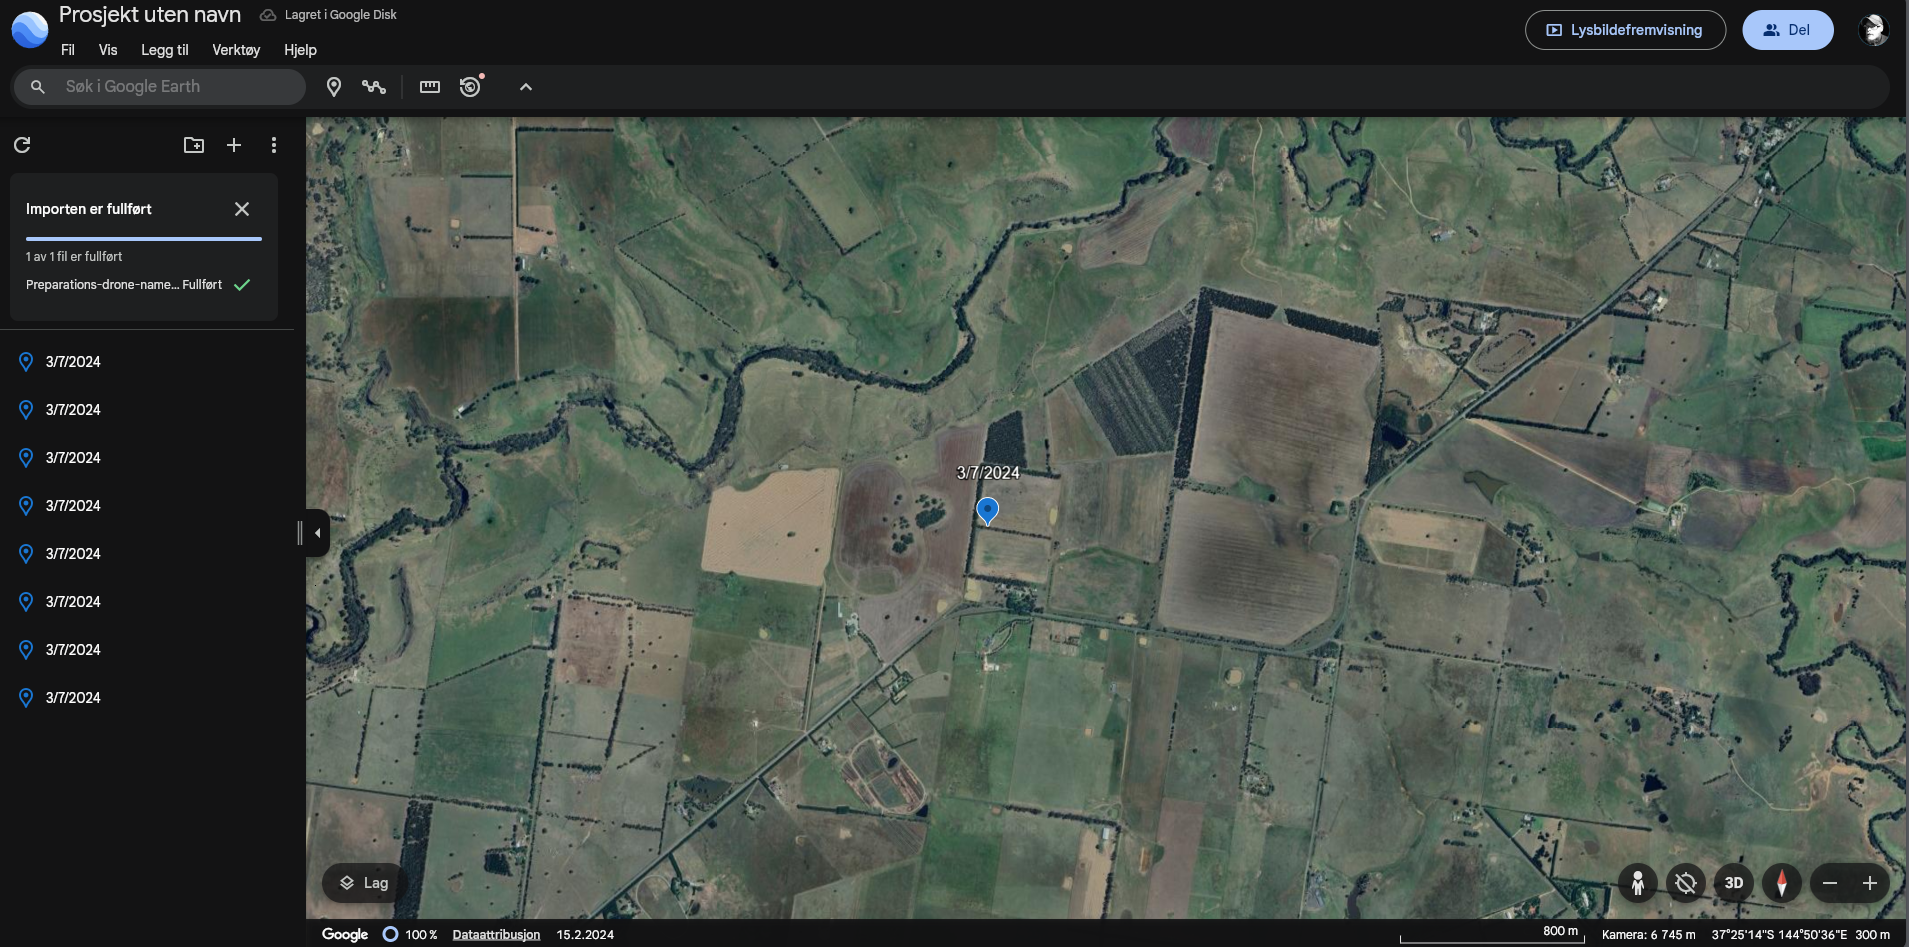 Prosjekt uten navn
Lagret i Google Disk
Fil Vis Legg til Verktøy Hjelp
Lysbildefremvisning
Del
Søk i Google Earth
Importen er fullført
1 av 1 fil er fullført
Preparations-drone-name... Fullført
3/7/2024
3/7/2024
3/7/2024
3/7/2024
3/7/2024
3/7/2024
3/7/2024
3/7/2024
3/7/2024
Lag
3D
Google 100 % Dataattribusjon 15.2.2024
800 m
Kamera: 6 745 m 37°25'14"S 144°50'36"E 300 m